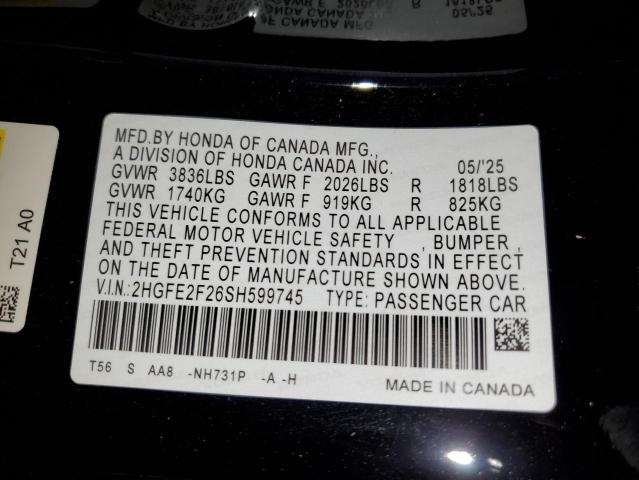 MFD.BY HONDA OF CANADA MFG.,
A DIVISION OF HONDA CANADA INC. 05/'25
GVWR 3836LBS GAWR F 2026LBS R 1818LBS
GVWR 1740KG GAWR F 919KG R 825KG
THIS VEHICLE CONFORMS TO ALL APPLICABLE
FEDERAL MOTOR VEHICLE SAFETY , BUMPER ,
AND THEFT PREVENTION STANDARDS IN EFFECT
ON THE DATE OF MANUFACTURE SHOWN ABOVE.
V.I.N.:2HGFE2F26SH599745 TYPE: PASSENGER CAR
T56 S AA8 -NH731P -A -H
MADE IN CANADA
T21 A0